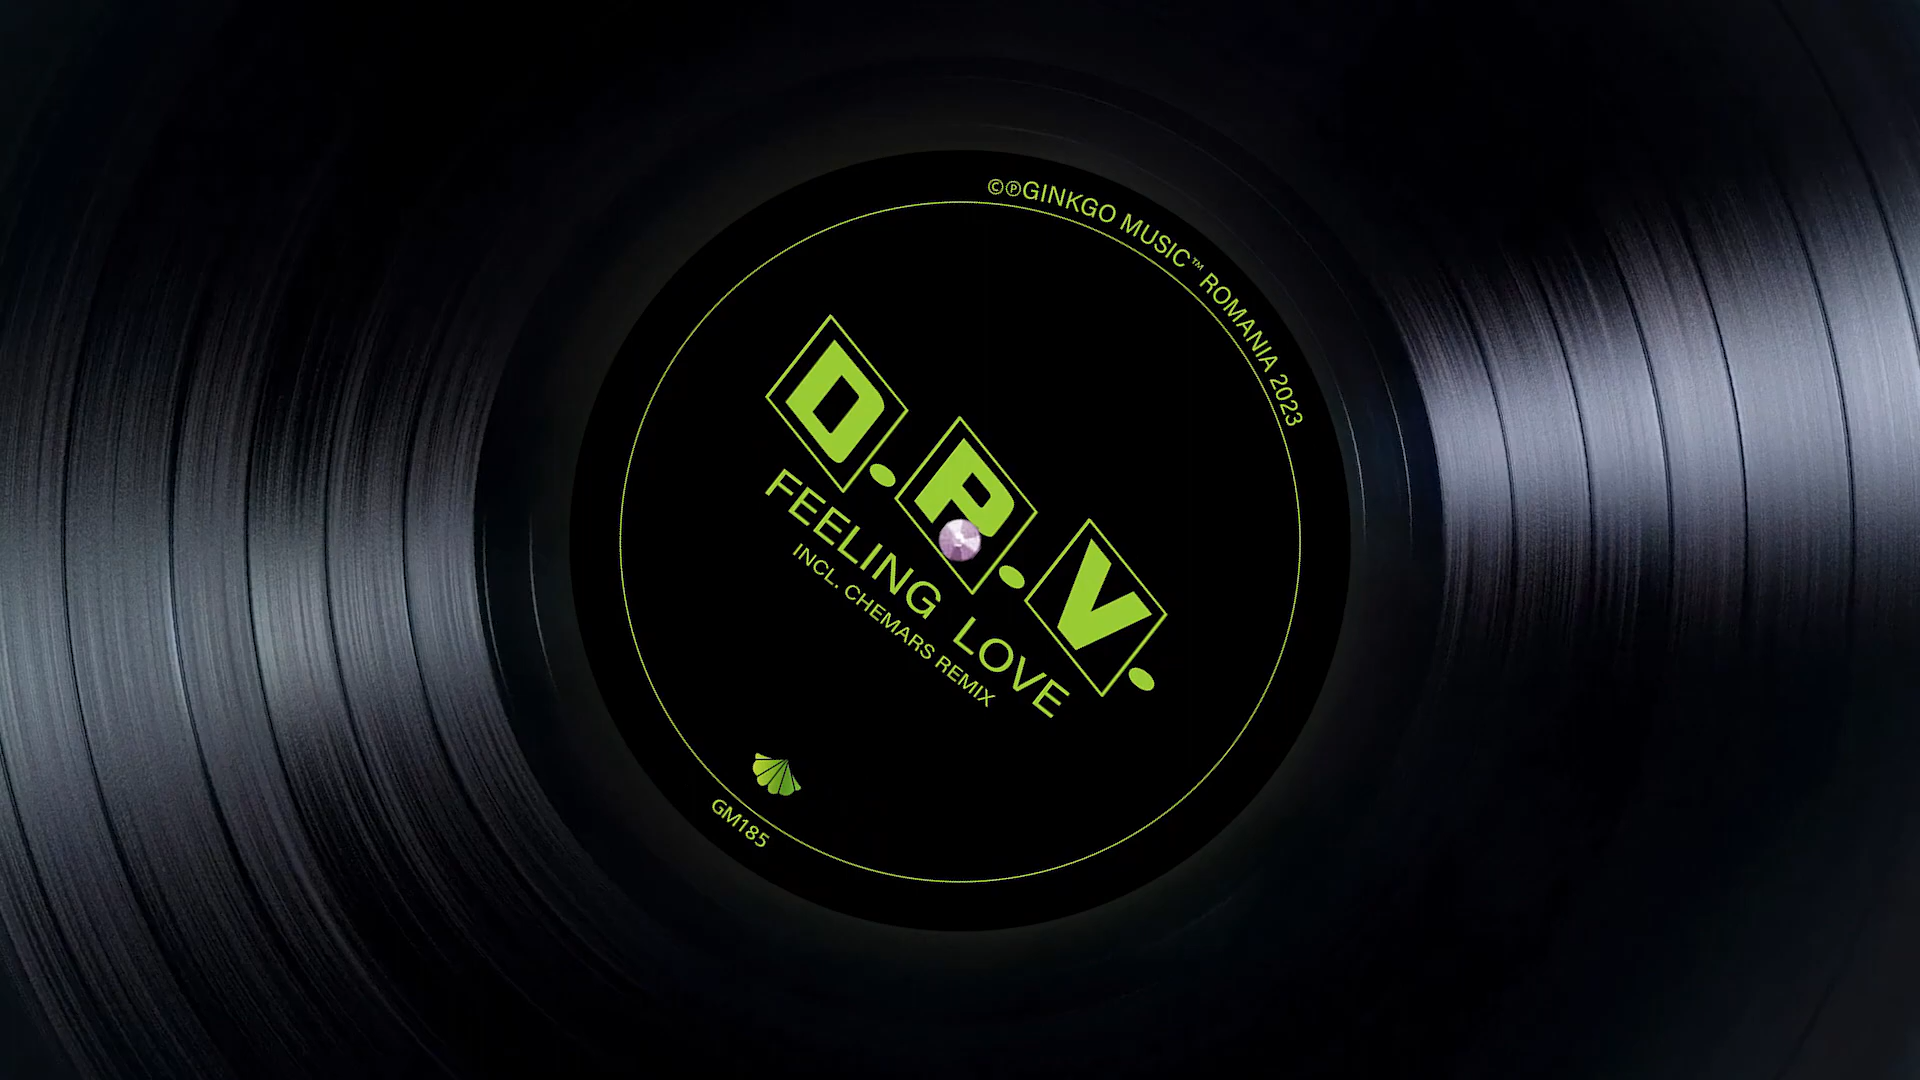 ©℗GINKGO MUSIC™ ROMANIA 2023
D.P.V.
FEELING LOVE
INCL. CHEMARS REMIX
GM185